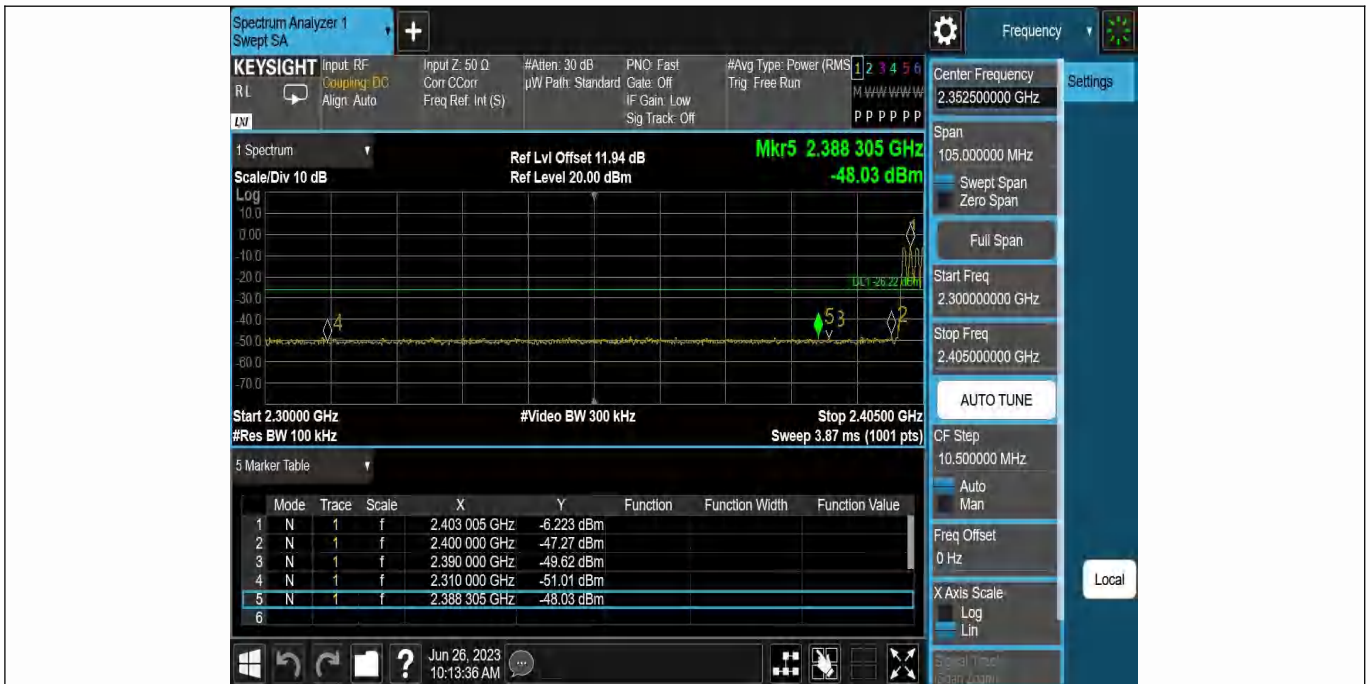 Spectrum Analyzer 1
Swept SA
+
Frequency
KEYSIGHT
RL
LXI
Input: RF
Coupling: DC
Align: Auto
Input Z: 50 Ω
Corr CCorr
Freq Ref: Int (S)
#Atten: 30 dB
µW Path: Standard
PNO: Fast
Gate: Off
IF Gain: Low
Sig Track: Off
#Avg Type: Power (RMS
Trig: Free Run
1 2 3 4 5 6
M W W W W W
P P P P P P
Center Frequency
2.352500000 GHz
Settings
Span
105.000000 MHz
Swept Span
Zero Span
Full Span
Start Freq
2.300000000 GHz
Stop Freq
2.405000000 GHz
AUTO TUNE
CF Step
10.500000 MHz
Auto
Man
Freq Offset
0 Hz
X Axis Scale
Log
Lin
Signal Track
(Span Zoom)
Local
1 Spectrum
Scale/Div 10 dB
Ref Lvl Offset 11.94 dB
Ref Level 20.00 dBm
Mkr5 2.388 305 GHz
-48.03 dBm
Log
10.0
0.00
-10.0
-20.0
-30.0
-40.0
-50.0
-60.0
-70.0
DL1 -26.22 dBm
4
5
3
2
Start 2.30000 GHz
#Res BW 100 kHz
#Video BW 300 kHz
Stop 2.40500 GHz
Sweep 3.87 ms (1001 pts)
5 Marker Table
Mode Trace Scale X Y Function Function Width Function Value
1 N 1 f 2.403 005 GHz -6.223 dBm
2 N 1 f 2.400 000 GHz -47.27 dBm
3 N 1 f 2.390 000 GHz -49.62 dBm
4 N 1 f 2.310 000 GHz -51.01 dBm
5 N 1 f 2.388 305 GHz -48.03 dBm
6
?
Jun 26, 2023
10:13:36 AM